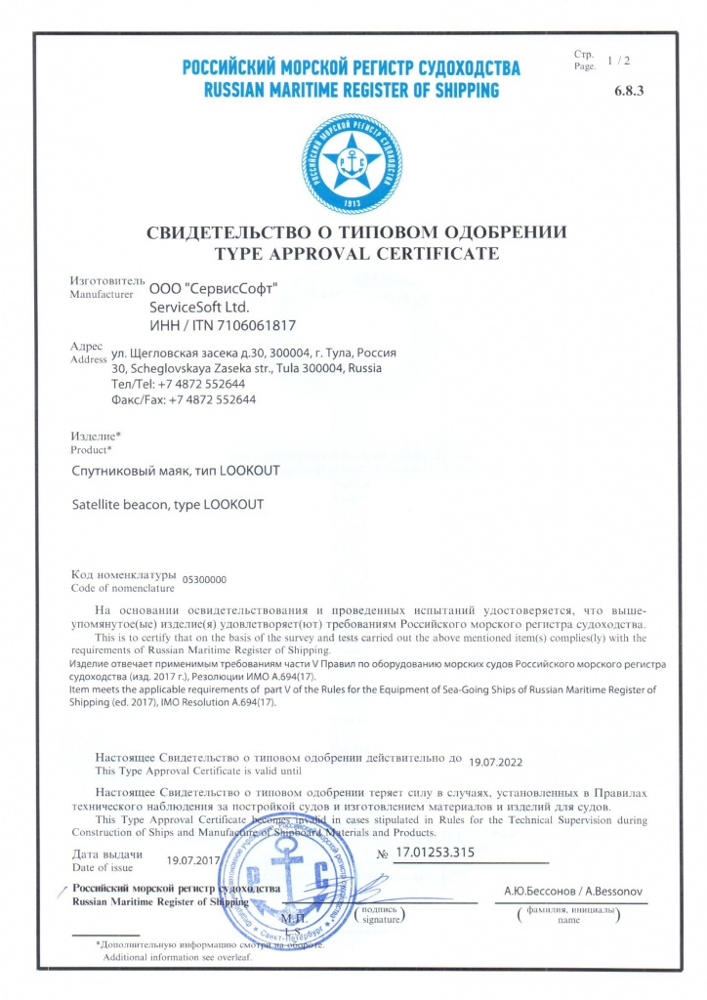 РОССИЙСКИЙ МОРСКОЙ РЕГИСТР СУДОХОДСТВА
RUSSIAN MARITIME REGISTER OF SHIPPING
Стр.
Page. 1 / 2
6.8.3
РОССИЙСКИЙ МОРСКОЙ РЕГИСТР СУДОХОДСТВА
Р С
1913
СВИДЕТЕЛЬСТВО О ТИПОВОМ ОДОБРЕНИИ
TYPE APPROVAL CERTIFICATE
Изготовитель
Manufacturer
ООО "СервисСофт"
ServiceSoft Ltd.
ИНН / ITN 7106061817
Адрес
Address
ул. Щегловская засека д.30, 300004, г. Тула, Россия
30, Scheglovskaya Zaseka str., Tula 300004, Russia
Тел/Tel: +7 4872 552644
Факс/Fax: +7 4872 552644
Изделие*
Product*
Спутниковый маяк, тип LOOKOUT
Satellite beacon, type LOOKOUT
Код номенклатуры
Code of nomenclature
05300000
На основании освидетельствования и проведенных испытаний удостоверяется, что выше-
упомянутое(ые) изделие(я) удовлетворяет(ют) требованиям Российского морского регистра судоходства.
This is to certify that on the basis of the survey and tests carried out the above mentioned item(s) complies(ly) with the
requirements of Russian Maritime Register of Shipping.
Изделие отвечает применимым требованиям части V Правил по оборудованию морских судов Российского морского регистра
судоходства (изд. 2017 г.), Резолюции ИМО А.694(17).
Item meets the applicable requirements of part V of the Rules for the Equipment of Sea-Going Ships of Russian Maritime Register of
Shipping (ed. 2017), IMO Resolution A.694(17).
Настоящее Свидетельство о типовом одобрении действительно до 19.07.2022
This Type Approval Certificate is valid until
Настоящее Свидетельство о типовом одобрении теряет силу в случаях, установленных в Правилах
технического наблюдения за постройкой судов и изготовлением материалов и изделий для судов.
This Type Approval Certificate becomes invalid in cases stipulated in Rules for the Technical Supervision during
Construction of Ships and Manufacture of Shipboard Materials and Products.
Дата выдачи
Date of issue
19.07.2017
№ 17.01253.315
Российский морской регистр судоходства
Russian Maritime Register of Shipping
А.Ю.Бессонов / A.Bessonov
М.П.
L.S.
(подпись
signature)
(фамилия, инициалы
name)
Р С
Санкт-Петербург
*Дополнительную информацию смотри на обороте.
Additional information see overleaf.